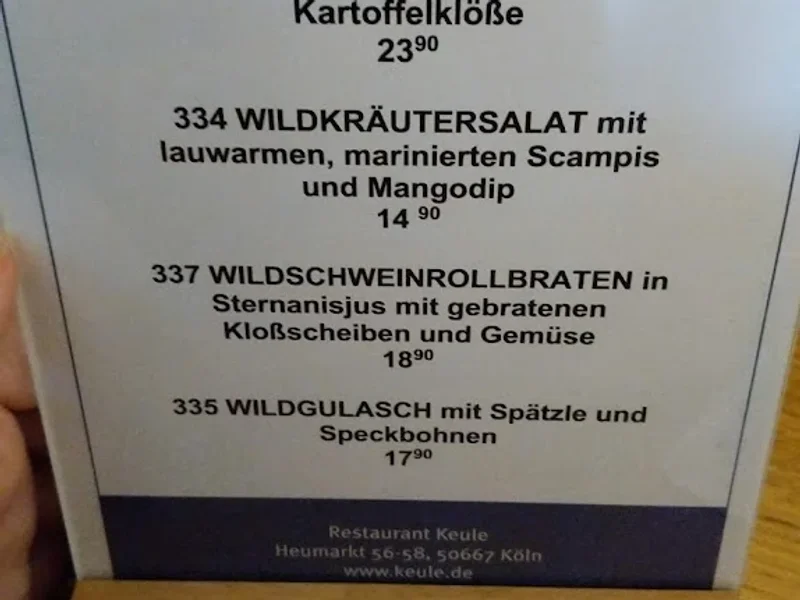 Kartoffelklöße
23⁹⁰
334 WILDKRÄUTERSALAT mit
lauwarmen, marinierten Scampis
und Mangodip
14 ⁹⁰
337 WILDSCHWEINROLLBRATEN in
Sternanisjus mit gebratenen
Kloßscheiben und Gemüse
18⁹⁰
335 WILDGULASCH mit Spätzle und
Speckbohnen
17⁹⁰
Restaurant Keule
Heumarkt 56-58, 50667 Köln
www.keule.de